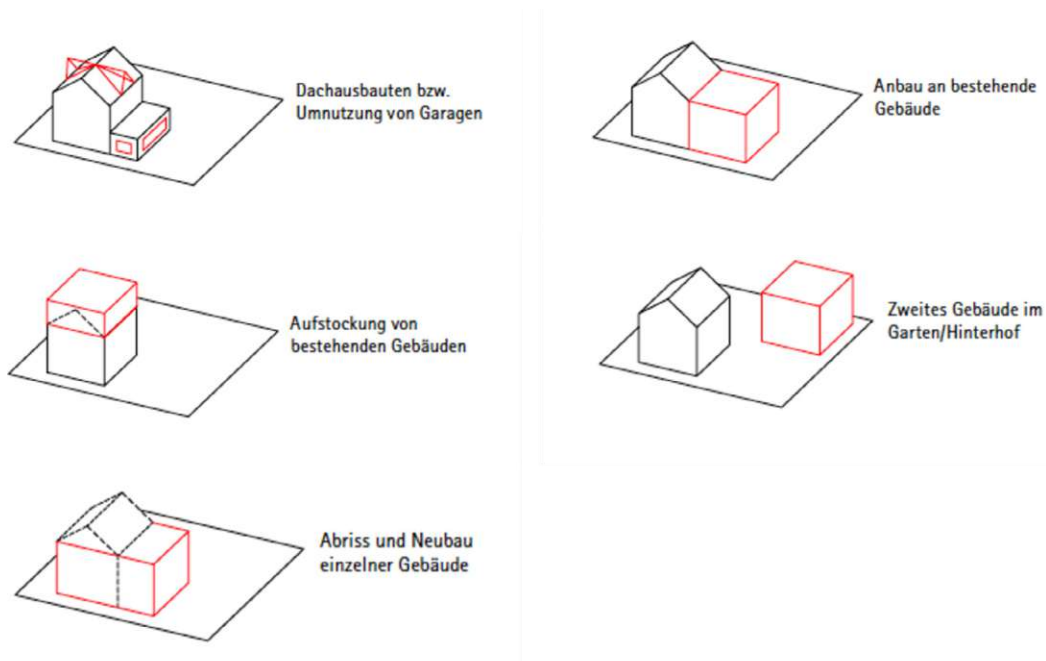 Dachausbauten bzw.
Umnutzung von Garagen
Anbau an bestehende
Gebäude
Aufstockung von
bestehenden Gebäuden
Zweites Gebäude im
Garten/Hinterhof
Abriss und Neubau
einzelner Gebäude